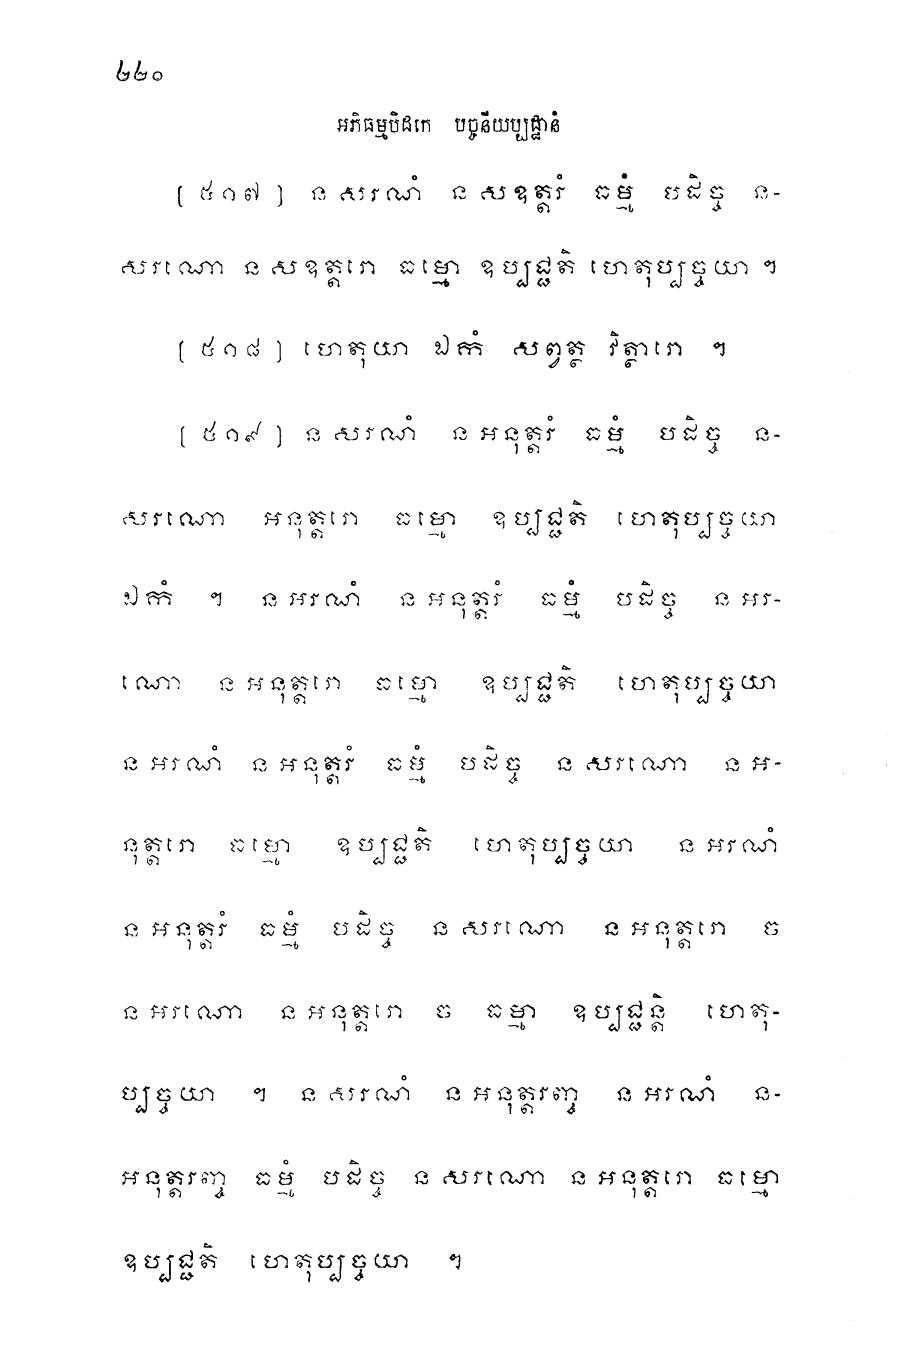 ២២០
អភិធម្មបិដកេ បច្ចនីយប្បដ្ឋានំ
[ ៥១៧ ] ន សរណំ ន សឧត្តរំ ធម្មំ បដិច្ច ន-
សរណោ ន សឧត្តរោ ធម្មោ ឧប្បជ្ជតិ ហេតុប្បច្ចយា ។
[ ៥១៨ ] ហេតុយា ឯកំ សព្វត្ថ វិត្ថារោ ។
[ ៥១៩ ] ន សរណំ ន អនុត្តរំ ធម្មំ បដិច្ច ន-
សរណោ អនុត្តរោ ធម្មោ ឧប្បជ្ជតិ ហេតុប្បច្ចយា
ឯកំ ។ ន អរណំ ន អនុត្តរំ ធម្មំ បដិច្ច ន អរ-
ណោ ន អនុត្តរោ ធម្មោ ឧប្បជ្ជតិ ហេតុប្បច្ចយា
ន អរណំ ន អនុត្តរំ ធម្មំ បដិច្ច ន សរណោ ន អ-
នុត្តរោ ធម្មោ ឧប្បជ្ជតិ ហេតុប្បច្ចយា ន អរណំ
ន អនុត្តរំ ធម្មំ បដិច្ច ន សរណោ ន អនុត្តរោ ច
ន អរណោ ន អនុត្តរោ ច ធម្មា ឧប្បជ្ជន្តិ ហេតុ-
ប្បច្ចយា ។ ន សរណំ ន អនុត្តរញ្ច ន អរណំ ន-
អនុត្តរញ្ច ធម្មំ បដិច្ច ន សរណោ ន អនុត្តរោ ធម្មោ
ឧប្បជ្ជតិ ហេតុប្បច្ចយា ។